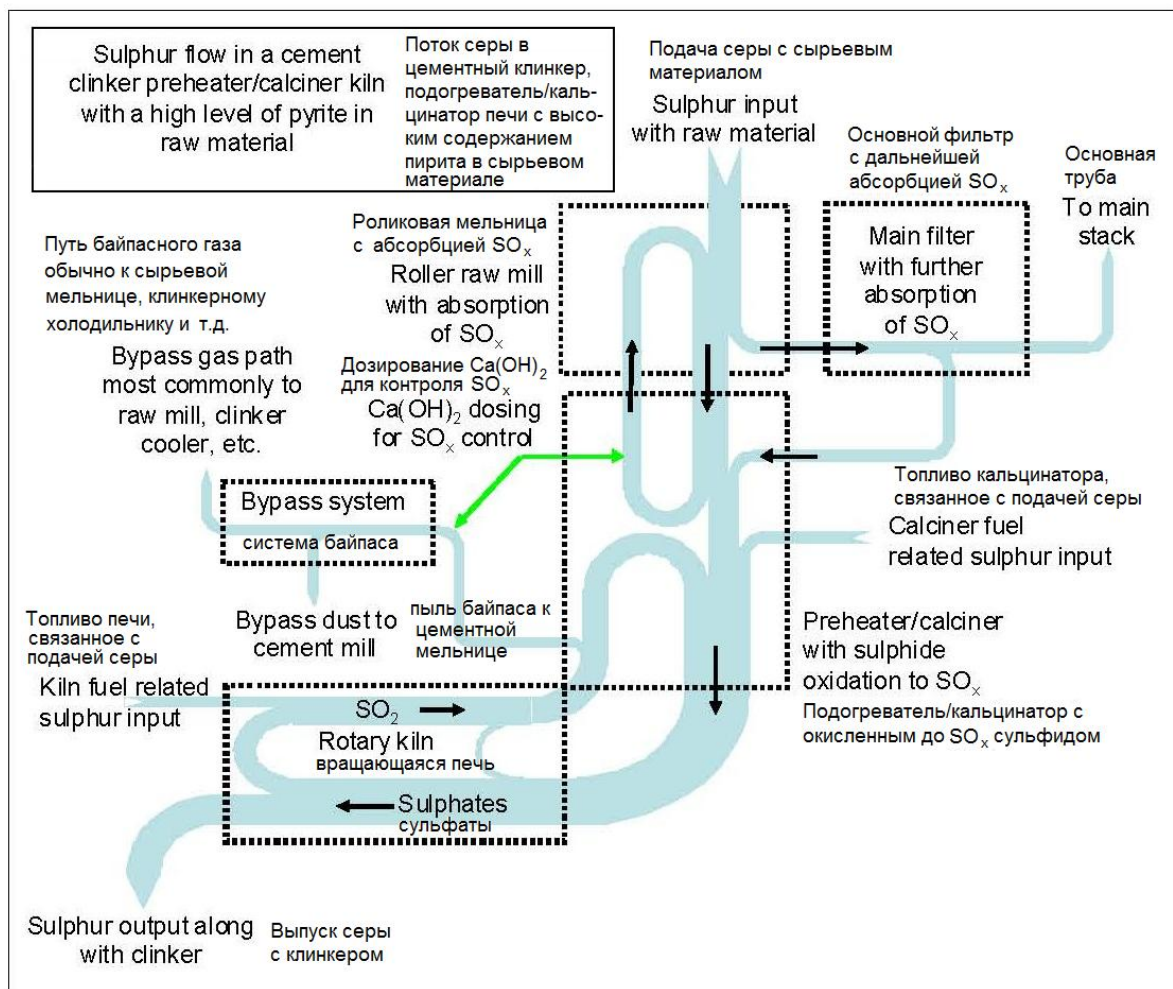 Sulphur flow in a cement
clinker preheater/calciner kiln
with a high level of pyrite in
raw material
Поток серы в
цементный клинкер,
подогреватель/каль-
цинатор печи с высо-
ким содержанием
пирита в сырьевом
материале
Подача серы с сырьевым
материалом
Sulphur input
with raw material
Основной фильтр
с дальнейшей
абсорбцией SOₓ
Main filter
with further
absorption
of SOₓ
Основная
труба
To main
stack
Роликовая мельница
с абсорбцией SOₓ
Roller raw mill
with absorption
of SOₓ
Путь байпасного газа
обычно к сырьевой
мельнице, клинкерному
холодильнику и т.д.
Bypass gas path
most commonly to
raw mill, clinker
cooler, etc.
Дозирование Ca(OH)₂
для контроля SOₓ
Ca(OH)₂ dosing
for SOₓ control
Bypass system
система байпаса
Топливо кальцинатора,
связанное с подачей серы
Calciner fuel
related sulphur input
Bypass dust to
cement mill
пыль байпаса к
цементной
мельнице
Топливо печи,
связанное с
подачей серы
Kiln fuel related
sulphur input
Preheater/calciner
with sulphide
oxidation to SOₓ
Подогреватель/кальцинатор с
окисленным до SOₓ сульфидом
SO₂
Rotary kiln
вращающаяся печь
Sulphates
сульфаты
Sulphur output along
with clinker
Выпуск серы
с клинкером